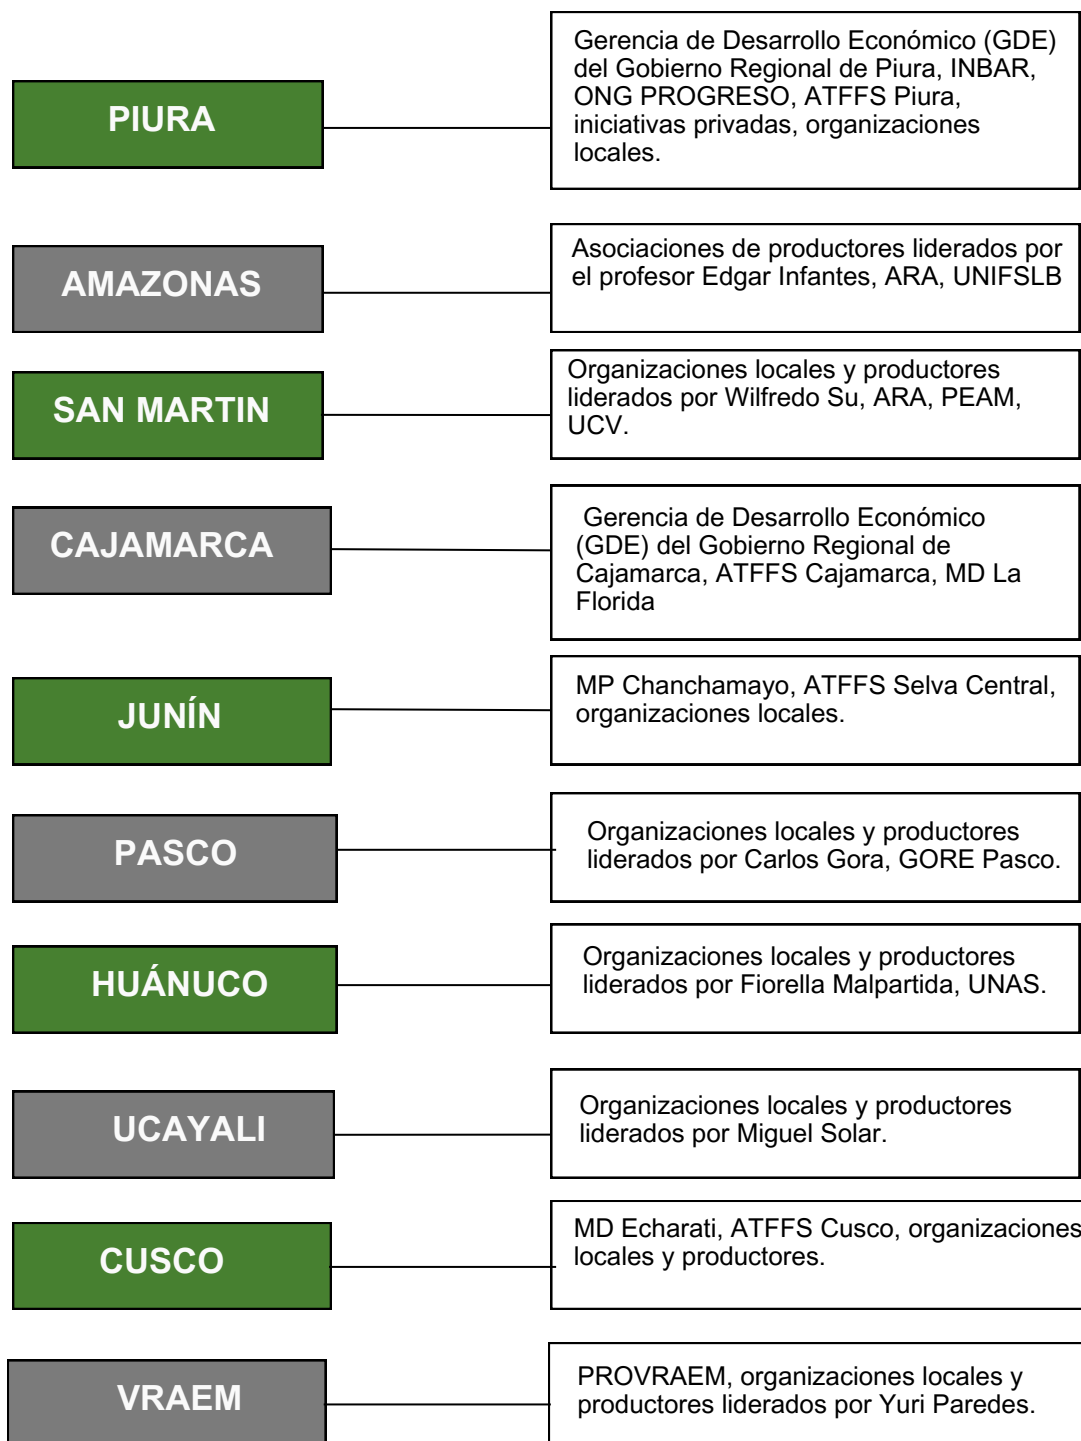 PIURA
Gerencia de Desarrollo Económico (GDE)
del Gobierno Regional de Piura, INBAR,
ONG PROGRESO, ATFFS Piura,
iniciativas privadas, organizaciones
locales.
AMAZONAS
Asociaciones de productores liderados por
el profesor Edgar Infantes, ARA, UNIFSLB
SAN MARTIN
Organizaciones locales y productores
liderados por Wilfredo Su, ARA, PEAM,
UCV.
CAJAMARCA
Gerencia de Desarrollo Económico
(GDE) del Gobierno Regional de
Cajamarca, ATFFS Cajamarca, MD La
Florida
JUNÍN
MP Chanchamayo, ATFFS Selva Central,
organizaciones locales.
PASCO
Organizaciones locales y productores
liderados por Carlos Gora, GORE Pasco.
HUÁNUCO
Organizaciones locales y productores
liderados por Fiorella Malpartida, UNAS.
UCAYALI
Organizaciones locales y productores
liderados por Miguel Solar.
CUSCO
MD Echarati, ATFFS Cusco, organizaciones
locales y productores.
VRAEM
PROVRAEM, organizaciones locales y
productores liderados por Yuri Paredes.